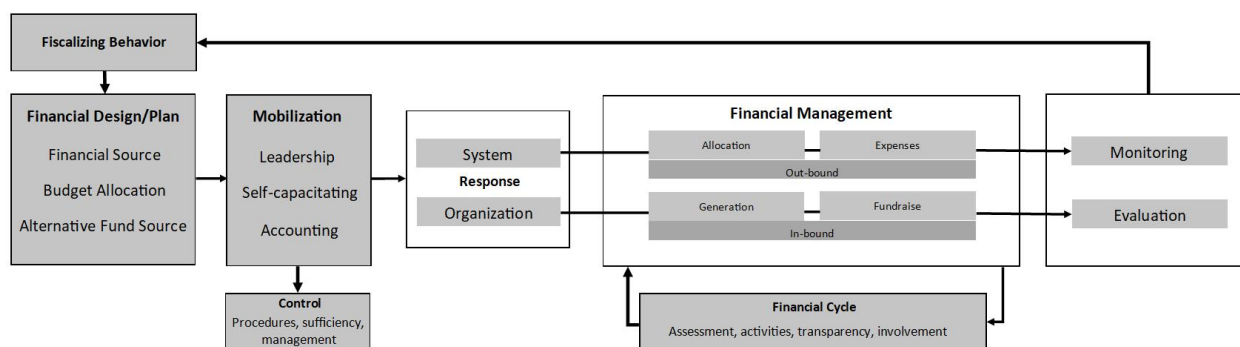 Fiscalizing Behavior
Financial Design/Plan
Financial Source
Budget Allocation
Alternative Fund Source
Mobilization
Leadership
Self-capacitating
Accounting
Control
Procedures, sufficiency,
management
System
Response
Organization
Financial Management
Allocation
Expenses
Out-bound
Generation
Fundraise
In-bound
Financial Cycle
Assessment, activities, transparency, involvement
Monitoring
Evaluation